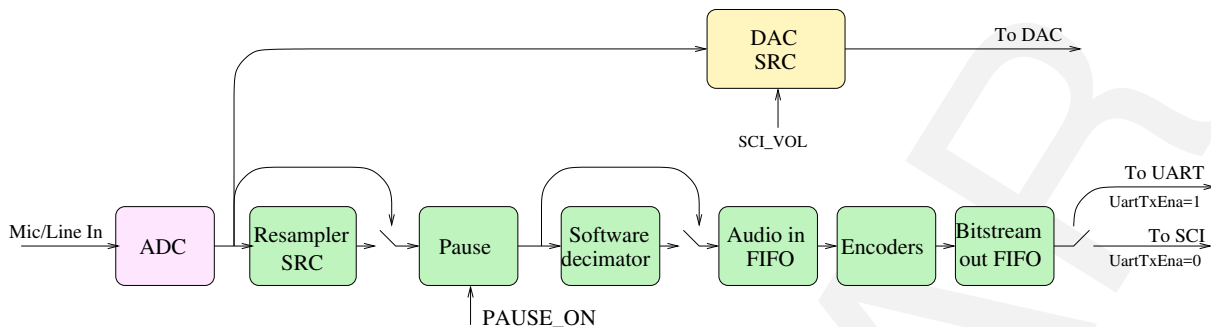 DAC
SRC
To DAC
SCI_VOL
Mic/Line In
ADC
Resampler
SRC
Pause
PAUSE_ON
Software
decimator
Audio in
FIFO
Encoders
Bitstream
out FIFO
To UART
UartTxEna=1
To SCI
UartTxEna=0